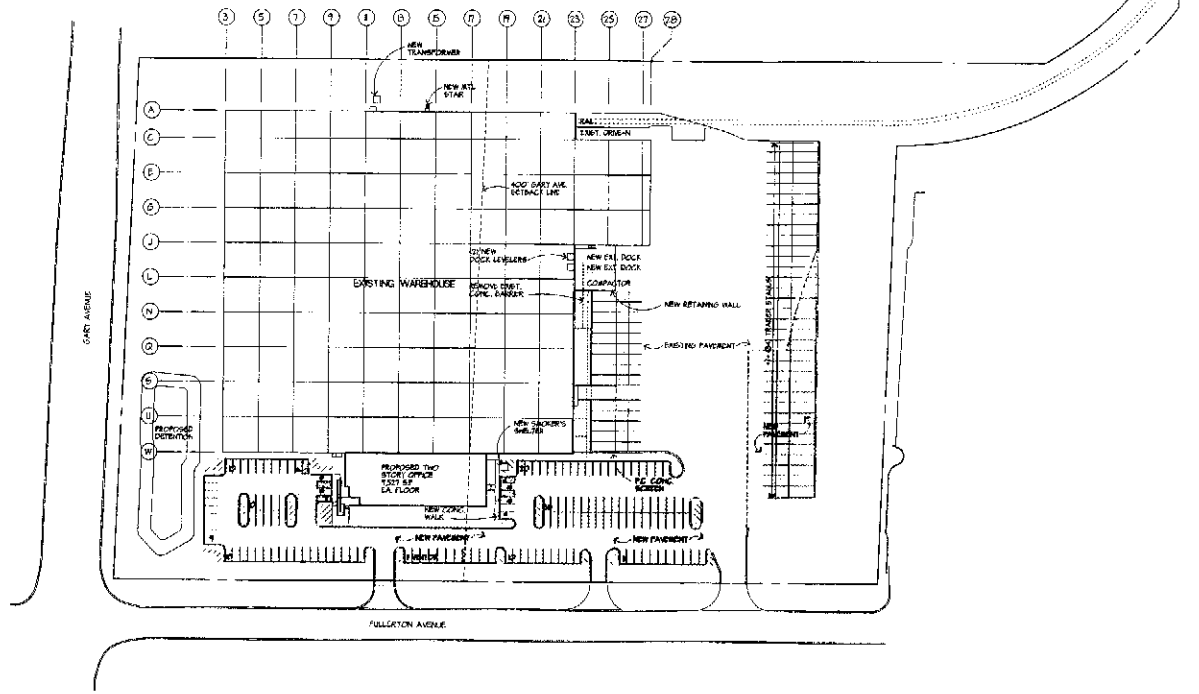 3 5 7 9 11 13 15 17 19 21 23 25 27 28
NEW
TRANSFORMER
NEW MTL
STAIR
A
C
E
G
J
L
N
Q
S
U
W
RAIL
EXIST. DRIVE-IN
400' GARY AVE.
SETBACK LINE
(2) NEW
DOCK LEVELERS
NEW EXT. DOCK
NEW EXT. DOCK
EXISTING WAREHOUSE
REMOVE EXIST.
CONC. BARRIER
COMPACTOR
NEW RETAINING WALL
EXISTING PAVEMENT
TRAILER STALLS
GARY AVENUE
PROPOSED
DETENTION
NEW SMOKER'S
SHELTER
NEW
PAVEMENT
PROPOSED TWO
STORY OFFICE
9,527 SF
EA. FLOOR
P.C. CONC.
SCREEN
NEW CONC.
WALK
NEW PAVEMENT
NEW PAVEMENT
FULLERTON AVENUE